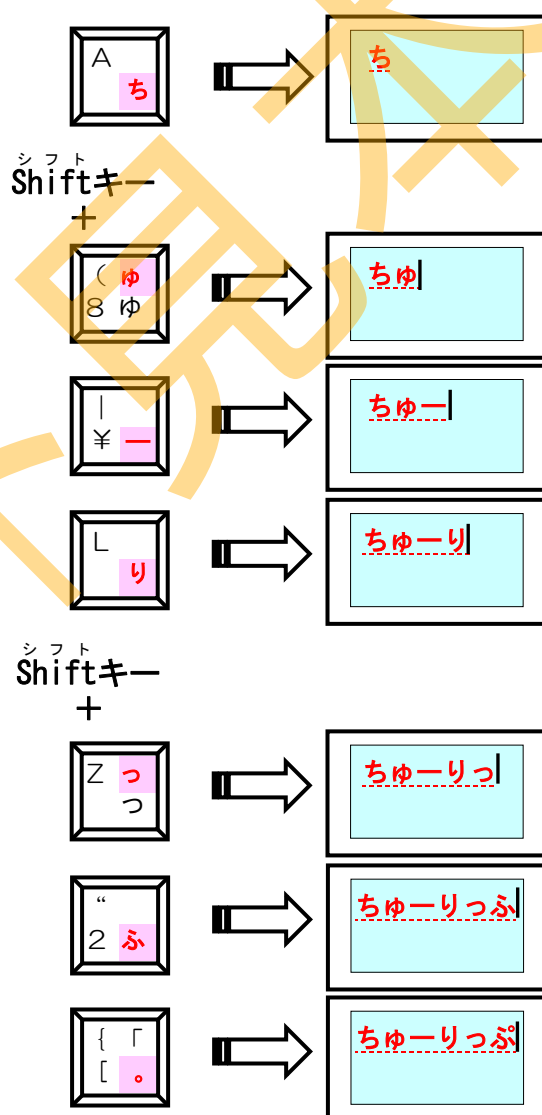 A
ち
ち
シフト
Shiftキー
+
( ゅ
8 ゆ
ちゅ
|
¥ ー
ちゅー
L
り
ちゅーり
シフト
Shiftキー
+
Z っ
つ
ちゅーりっ
“
2 ふ
ちゅーりっふ
{ 「
[ 。
ちゅーりっぷ